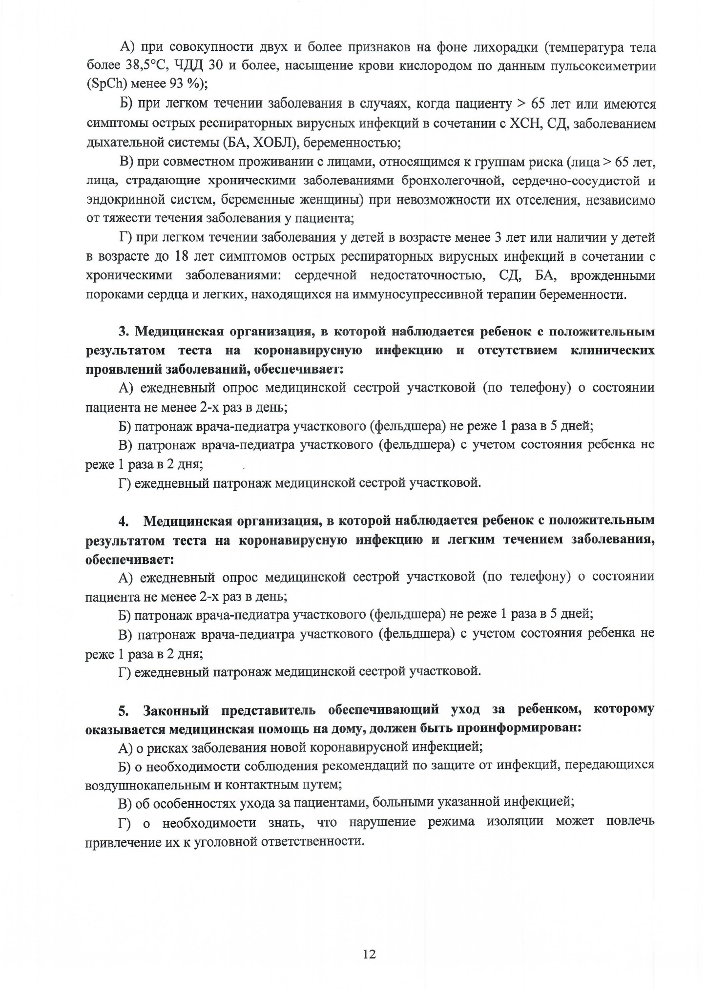 А) при совокупности двух и более признаков на фоне лихорадки (температура тела
более 38,5°С, ЧДД 30 и более, насыщение крови кислородом по данным пульсоксиметрии
(SpCh) менее 93 %);
Б) при легком течении заболевания в случаях, когда пациенту > 65 лет или имеются
симптомы острых респираторных вирусных инфекций в сочетании с ХСН, СД, заболеванием
дыхательной системы (БА, ХОБЛ), беременностью;
В) при совместном проживании с лицами, относящимся к группам риска (лица > 65 лет,
лица, страдающие хроническими заболеваниями бронхолегочной, сердечно-сосудистой и
эндокринной систем, беременные женщины) при невозможности их отселения, независимо
от тяжести течения заболевания у пациента;
Г) при легком течении заболевания у детей в возрасте менее 3 лет или наличии у детей
в возрасте до 18 лет симптомов острых респираторных вирусных инфекций в сочетании с
хроническими заболеваниями: сердечной недостаточностью, СД, БА, врожденными
пороками сердца и легких, находящихся на иммуносупрессивной терапии беременности.
3. Медицинская организация, в которой наблюдается ребенок с положительным
результатом теста на коронавирусную инфекцию и отсутствием клинических
проявлений заболеваний, обеспечивает:
А) ежедневный опрос медицинской сестрой участковой (по телефону) о состоянии
пациента не менее 2-х раз в день;
Б) патронаж врача-педиатра участкового (фельдшера) не реже 1 раза в 5 дней;
В) патронаж врача-педиатра участкового (фельдшера) с учетом состояния ребенка не
реже 1 раза в 2 дня;
Г) ежедневный патронаж медицинской сестрой участковой.
4. Медицинская организация, в которой наблюдается ребенок с положительным
результатом теста на коронавирусную инфекцию и легким течением заболевания,
обеспечивает:
А) ежедневный опрос медицинской сестрой участковой (по телефону) о состоянии
пациента не менее 2-х раз в день;
Б) патронаж врача-педиатра участкового (фельдшера) не реже 1 раза в 5 дней;
В) патронаж врача-педиатра участкового (фельдшера) с учетом состояния ребенка не
реже 1 раза в 2 дня;
Г) ежедневный патронаж медицинской сестрой участковой.
5. Законный представитель обеспечивающий уход за ребенком, которому
оказывается медицинская помощь на дому, должен быть проинформирован:
А) о рисках заболевания новой коронавирусной инфекцией;
Б) о необходимости соблюдения рекомендаций по защите от инфекций, передающихся
воздушнокапельным и контактным путем;
В) об особенностях ухода за пациентами, больными указанной инфекцией;
Г) о необходимости знать, что нарушение режима изоляции может повлечь
привлечение их к уголовной ответственности.
12